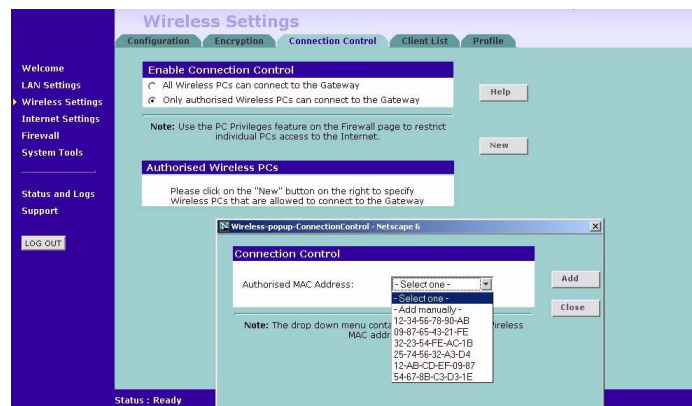 Wireless Settings
Configuration
Encryption
Connection Control
Client List
Profile
Welcome
LAN Settings
Wireless Settings
Internet Settings
Firewall
System Tools
Status and Logs
Support
LOG OUT
Enable Connection Control
All Wireless PCs can connect to the Gateway
Only authorised Wireless PCs can connect to the Gateway
Note: Use the PC Privileges feature on the Firewall page to restrict
individual PCs access to the Internet.
Help
New
Authorised Wireless PCs
Please click on the "New" button on the right to specify
Wireless PCs that are allowed to connect to the Gateway
Wireless-popup-ConnectionControl - Netscape 6
Connection Control
Authorised MAC Address:
- Select one -
- Select one -
- Add manually -
12-34-56-78-90-AB
09-87-65-43-21-FE
32-23-54-FE-AC-1B
25-74-56-32-A3-D4
12-AB-CD-EF-09-87
54-67-8B-C3-D3-1E
Add
Close
Note: The drop down menu
MAC
Status : Ready